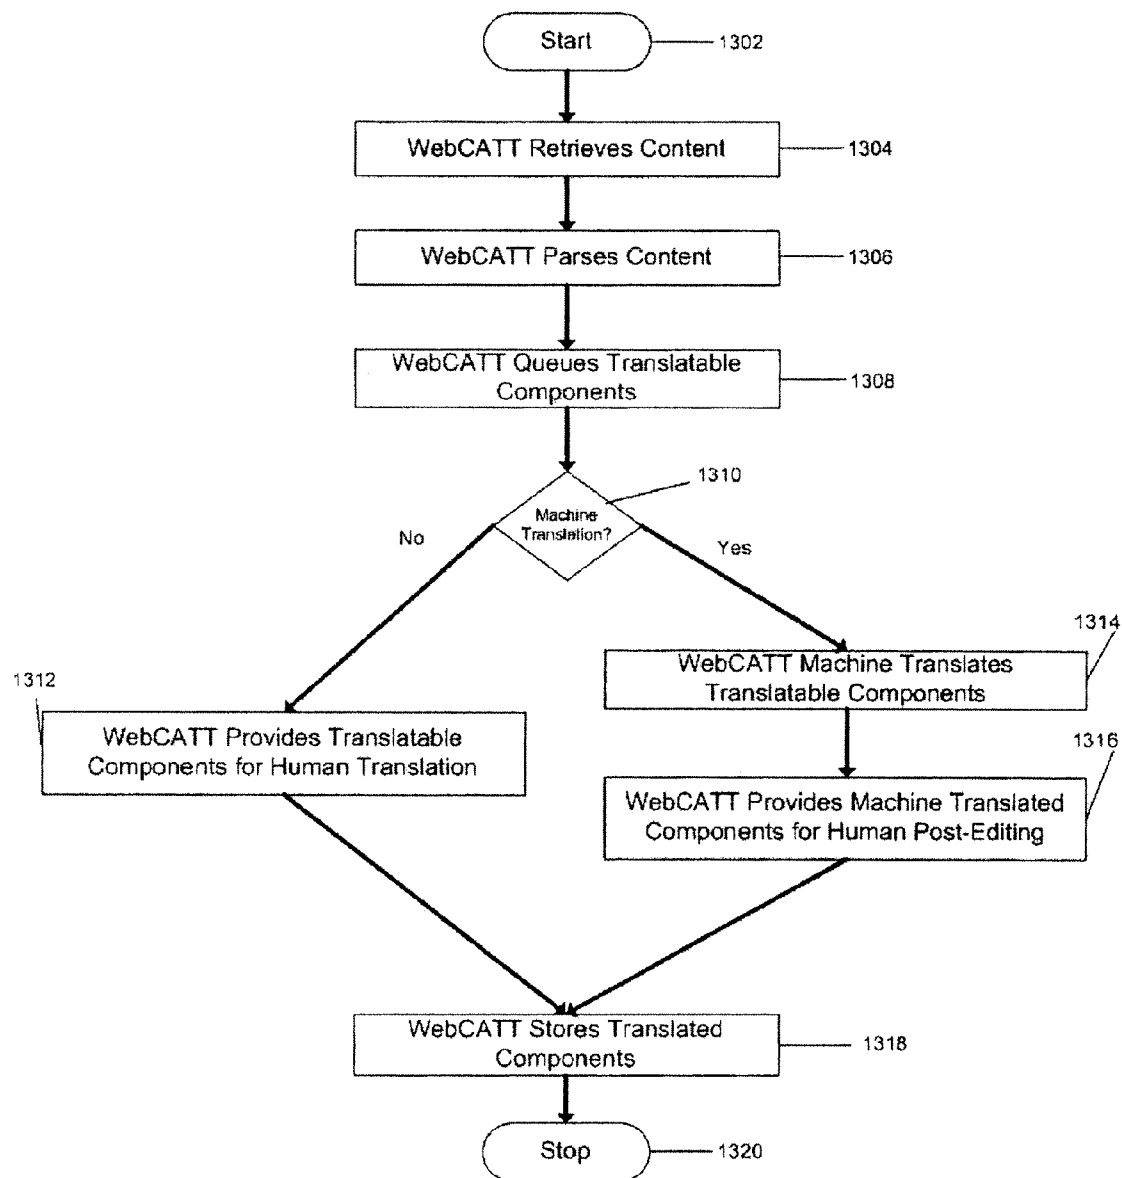 Start
1302
WebCATT Retrieves Content
1304
WebCATT Parses Content
1306
WebCATT Queues Translatable
Components
1308
1310
Machine
Translation?
No
Yes
1314
WebCATT Machine Translates
Translatable Components
1312
WebCATT Provides Translatable
Components for Human Translation
1316
WebCATT Provides Machine Translated
Components for Human Post-Editing
WebCATT Stores Translated
Components
1318
Stop
1320